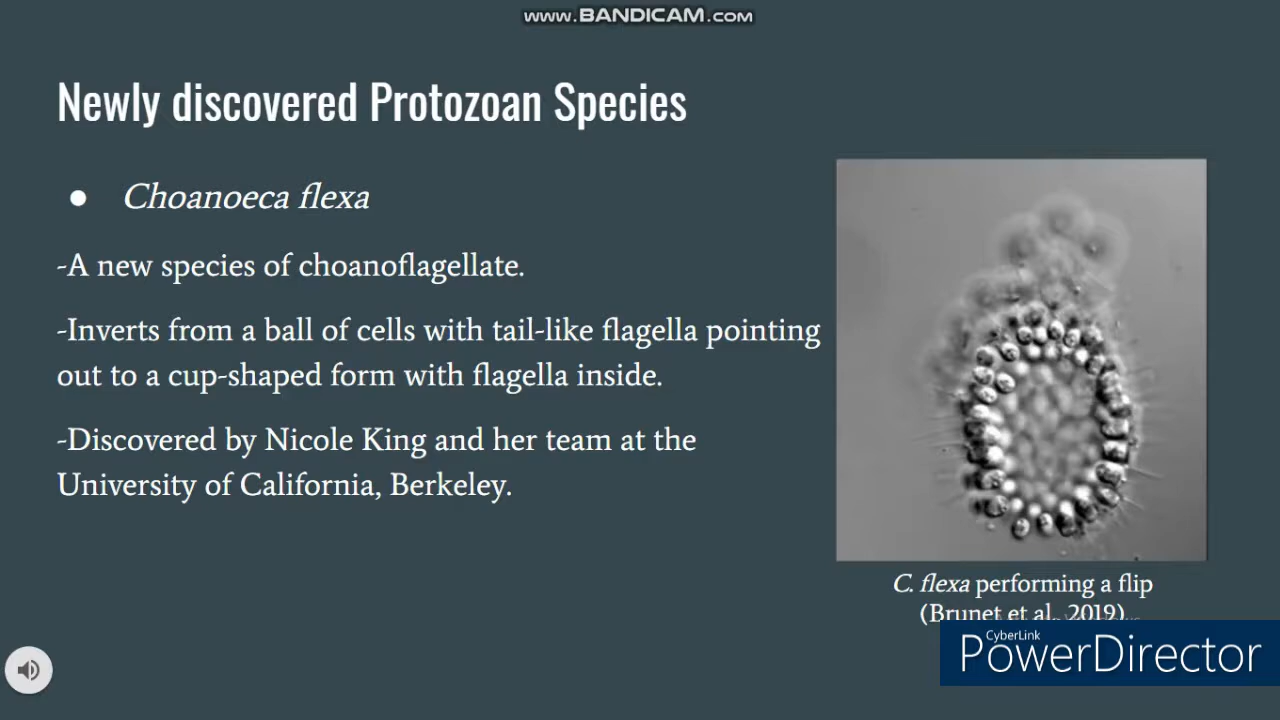 www.BANDICAM.com
Newly discovered Protozoan Species
● Choanoeca flexa
-A new species of choanoflagellate.
-Inverts from a ball of cells with tail-like flagella pointing
out to a cup-shaped form with flagella inside.
-Discovered by Nicole King and her team at the
University of California, Berkeley.
C. flexa performing a flip
(Brunet et al., 2019)
CyberLink
PowerDirector